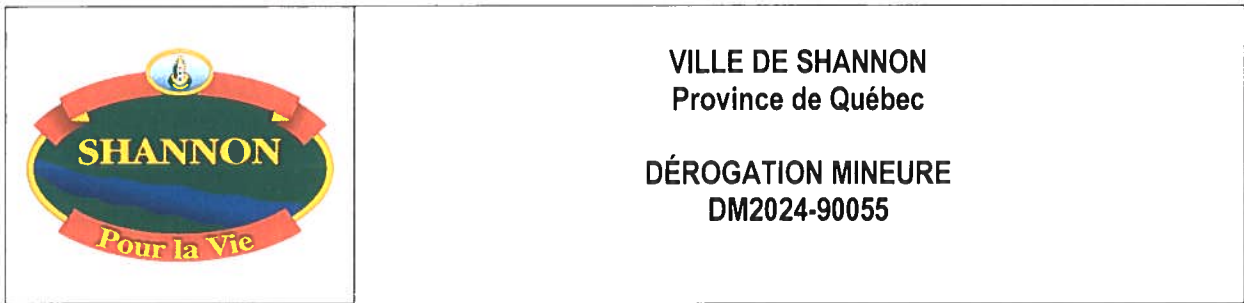 SHANNON
Pour la Vie
VILLE DE SHANNON
Province de Québec
DÉROGATION MINEURE
DM2024-90055